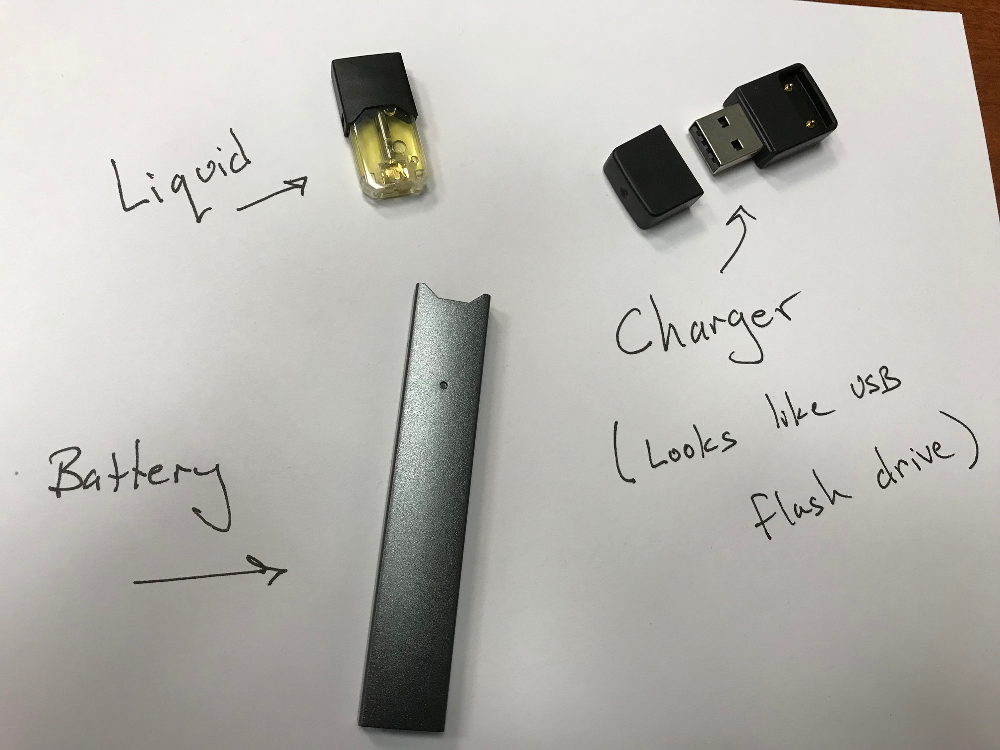 Liquid
Charger
(Looks like USB
flash drive)
Battery